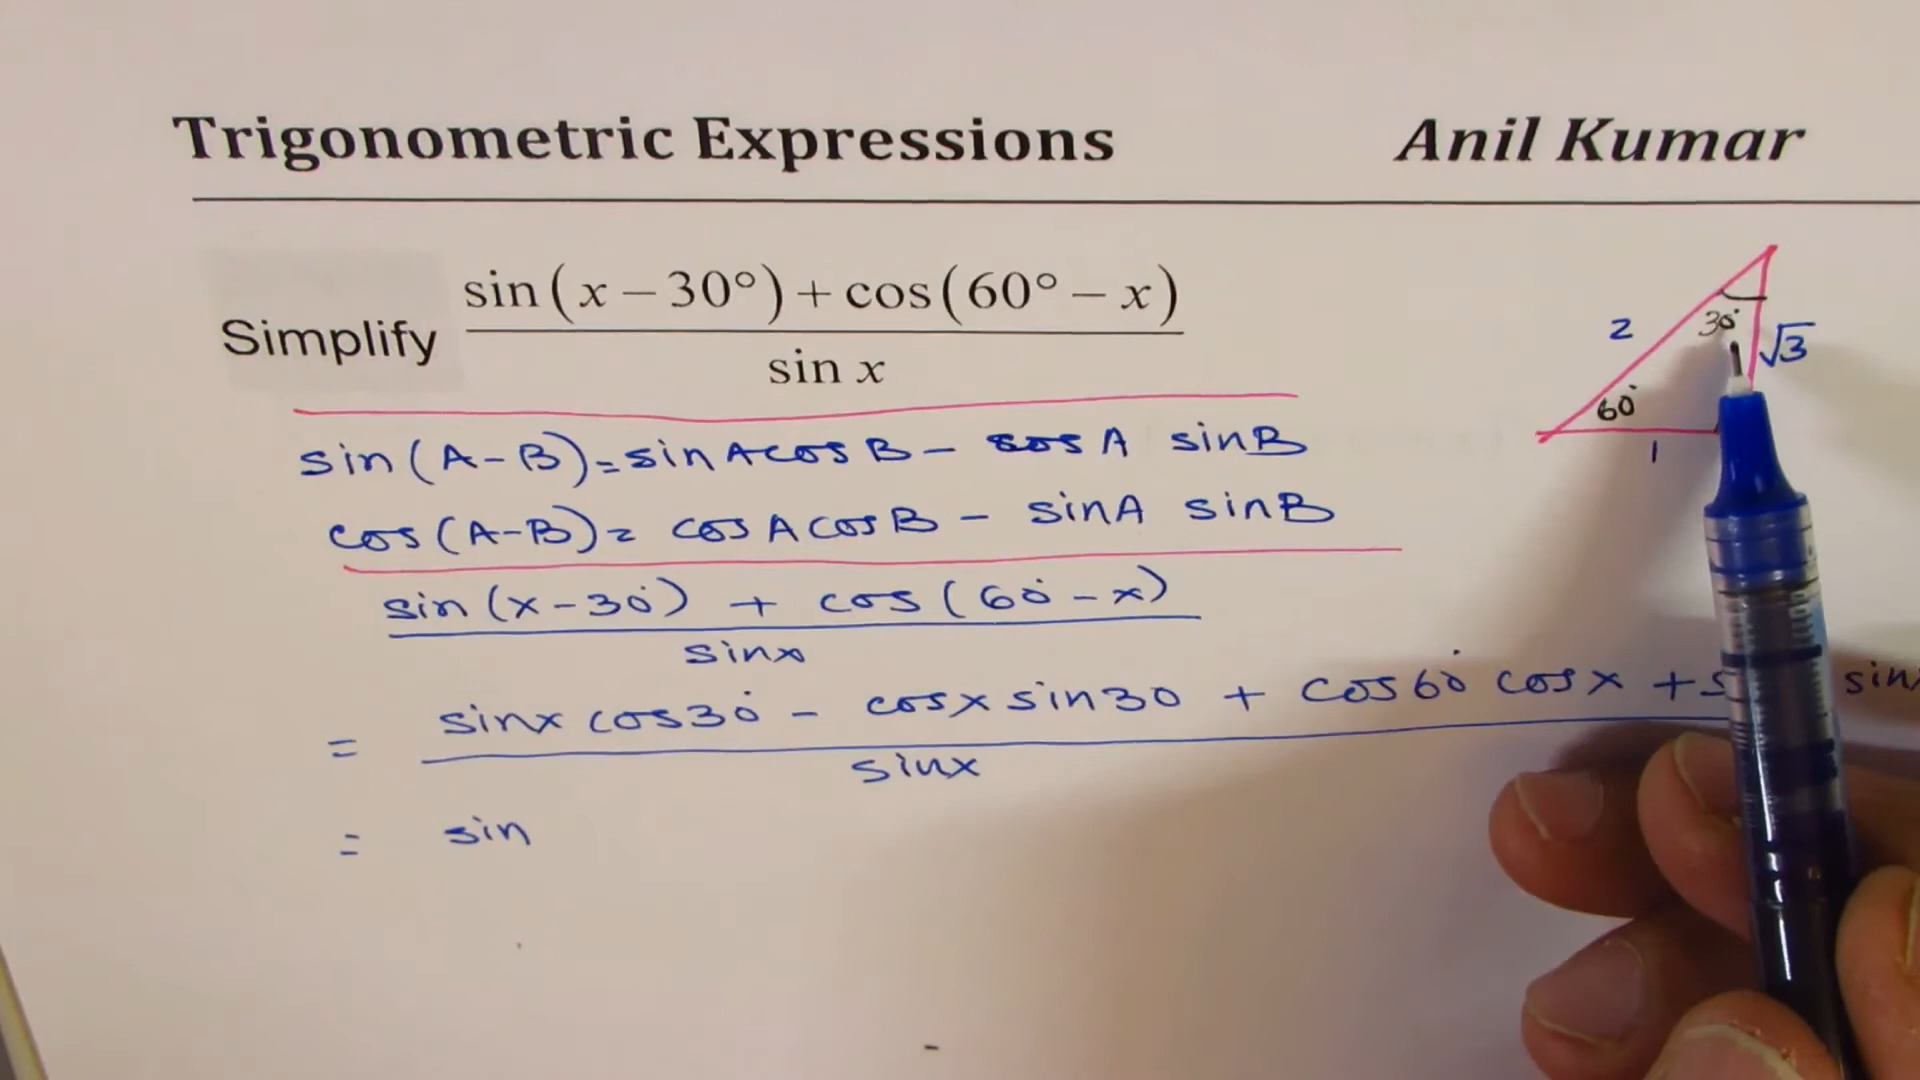 Trigonometric Expressions Anil Kumar
Simplify sin(x − 30°) + cos(60° − x) / sin x
2 30° √3
60°
1
sin(A-B)=sinAcosB− cosA sinB
cos(A-B)= cosAcosB − sinA sinB
sin(x−30°) + cos(60°−x)
sinx
= sinx cos30° − cosx sin30 + cos60° cosx + sin
sinx
= sin